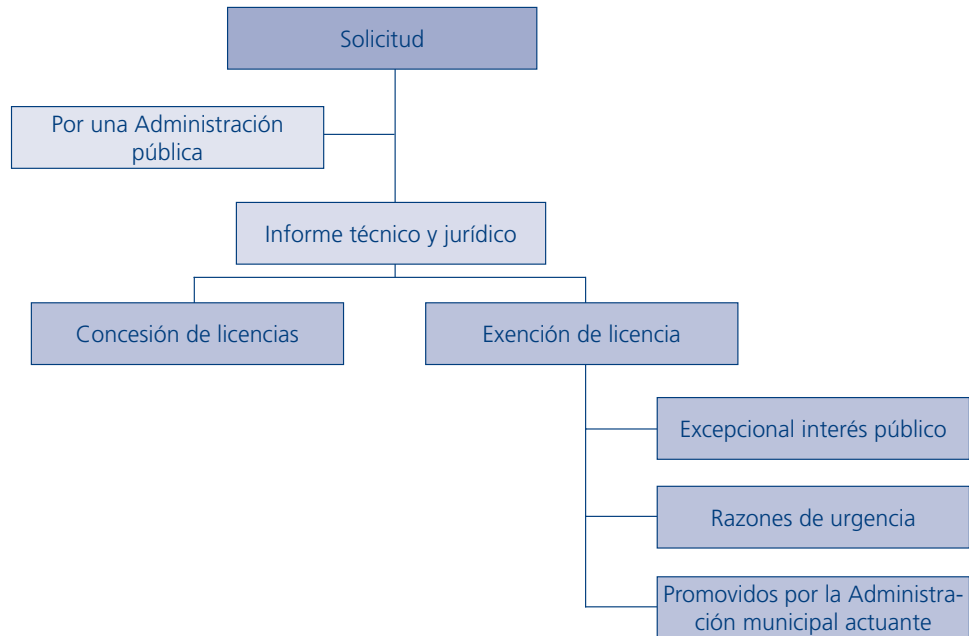 Solicitud
Por una Administración
pública
Informe técnico y jurídico
Concesión de licencias
Exención de licencia
Excepcional interés público
Razones de urgencia
Promovidos por la Administra-
ción municipal actuante